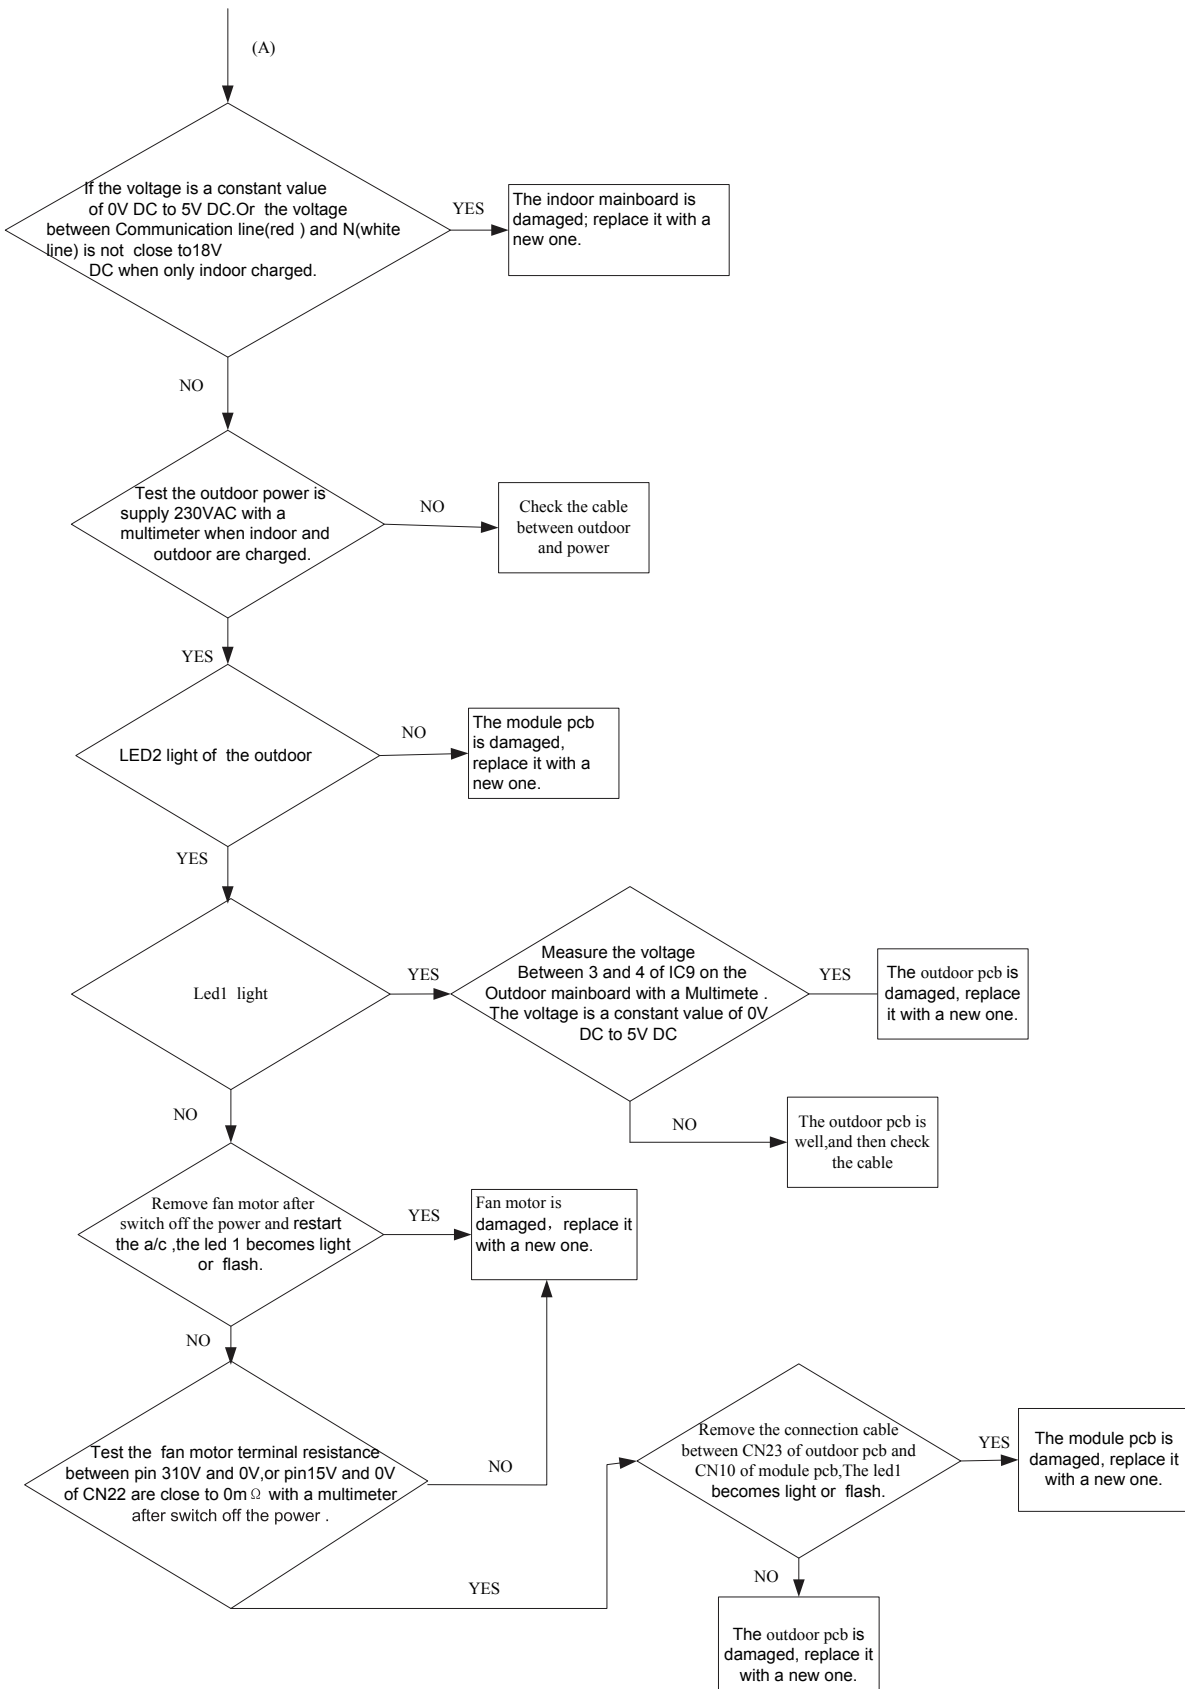 (A)
If the voltage is a constant value
of 0V DC to 5V DC.Or the voltage
between Communication line(red ) and N(white
line) is not close to18V
DC when only indoor charged.
YES
The indoor mainboard is
damaged; replace it with a
new one.
NO
Test the outdoor power is
supply 230VAC with a
multimeter when indoor and
outdoor are charged.
NO
Check the cable
between outdoor
and power
YES
LED2 light of the outdoor
NO
The module pcb
is damaged,
replace it with a
new one.
YES
Led1 light
YES
Measure the voltage
Between 3 and 4 of IC9 on the
Outdoor mainboard with a Multimete .
The voltage is a constant value of 0V
DC to 5V DC
YES
The outdoor pcb is
damaged, replace
it with a new one.
NO
The outdoor pcb is
well,and then check
the cable
NO
Remove fan motor after
switch off the power and restart
the a/c ,the led 1 becomes light
or flash.
YES
Fan motor is
damaged，replace it
with a new one.
NO
Test the fan motor terminal resistance
between pin 310V and 0V,or pin15V and 0V
of CN22 are close to 0mΩ with a multimeter
after switch off the power .
NO
YES
Remove the connection cable
between CN23 of outdoor pcb and
CN10 of module pcb,The led1
becomes light or flash.
YES
The module pcb is
damaged, replace it
with a new one.
NO
The outdoor pcb is
damaged, replace it
with a new one.